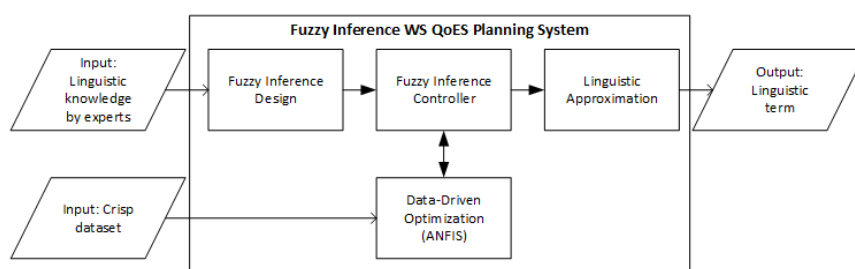 Fuzzy Inference WS QoES Planning System
Input:
Linguistic
knowledge
by experts
Fuzzy Inference
Design
Fuzzy Inference
Controller
Linguistic
Approximation
Output:
Linguistic
term
Input: Crisp
dataset
Data-Driven
Optimization
(ANFIS)